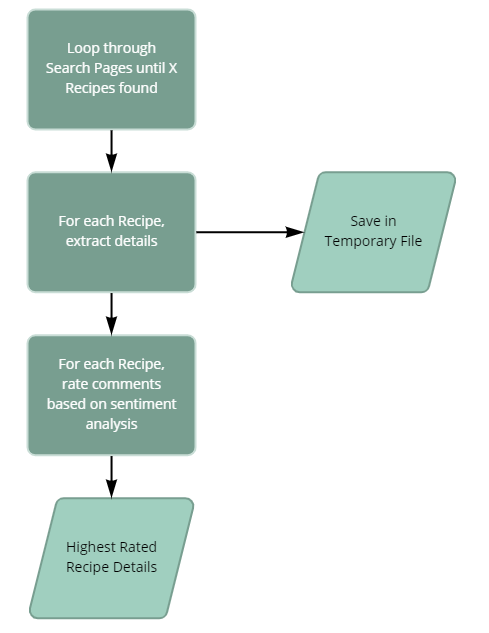 Loop through
Search Pages until X
Recipes found
For each Recipe,
extract details
Save in
Temporary File
For each Recipe,
rate comments
based on sentiment
analysis
Highest Rated
Recipe Details